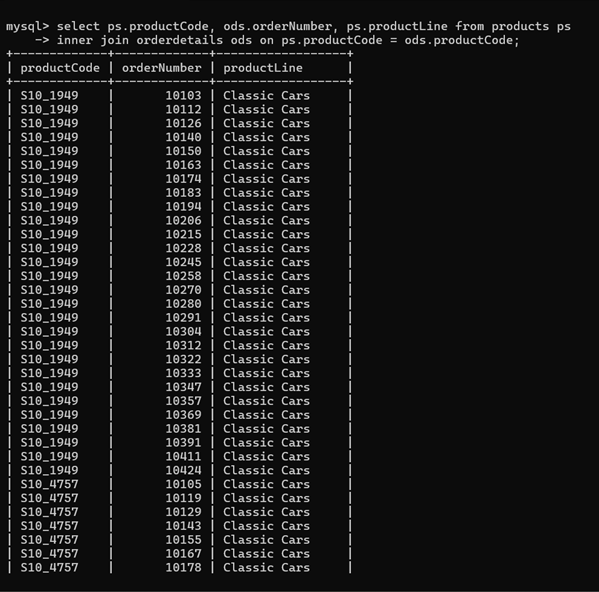 mysql> select ps.productCode, ods.orderNumber, ps.productLine from products ps
    -> inner join orderdetails ods on ps.productCode = ods.productCode;
+-------------+-------------+------------------+
| productCode | orderNumber | productLine      |
+-------------+-------------+------------------+
| S10_1949    |       10103 | Classic Cars     |
| S10_1949    |       10112 | Classic Cars     |
| S10_1949    |       10126 | Classic Cars     |
| S10_1949    |       10140 | Classic Cars     |
| S10_1949    |       10150 | Classic Cars     |
| S10_1949    |       10163 | Classic Cars     |
| S10_1949    |       10174 | Classic Cars     |
| S10_1949    |       10183 | Classic Cars     |
| S10_1949    |       10194 | Classic Cars     |
| S10_1949    |       10206 | Classic Cars     |
| S10_1949    |       10215 | Classic Cars     |
| S10_1949    |       10228 | Classic Cars     |
| S10_1949    |       10245 | Classic Cars     |
| S10_1949    |       10258 | Classic Cars     |
| S10_1949    |       10270 | Classic Cars     |
| S10_1949    |       10280 | Classic Cars     |
| S10_1949    |       10291 | Classic Cars     |
| S10_1949    |       10304 | Classic Cars     |
| S10_1949    |       10312 | Classic Cars     |
| S10_1949    |       10322 | Classic Cars     |
| S10_1949    |       10333 | Classic Cars     |
| S10_1949    |       10347 | Classic Cars     |
| S10_1949    |       10357 | Classic Cars     |
| S10_1949    |       10369 | Classic Cars     |
| S10_1949    |       10381 | Classic Cars     |
| S10_1949    |       10391 | Classic Cars     |
| S10_1949    |       10411 | Classic Cars     |
| S10_1949    |       10424 | Classic Cars     |
| S10_4757    |       10105 | Classic Cars     |
| S10_4757    |       10119 | Classic Cars     |
| S10_4757    |       10129 | Classic Cars     |
| S10_4757    |       10143 | Classic Cars     |
| S10_4757    |       10155 | Classic Cars     |
| S10_4757    |       10167 | Classic Cars     |
| S10_4757    |       10178 | Classic Cars     |